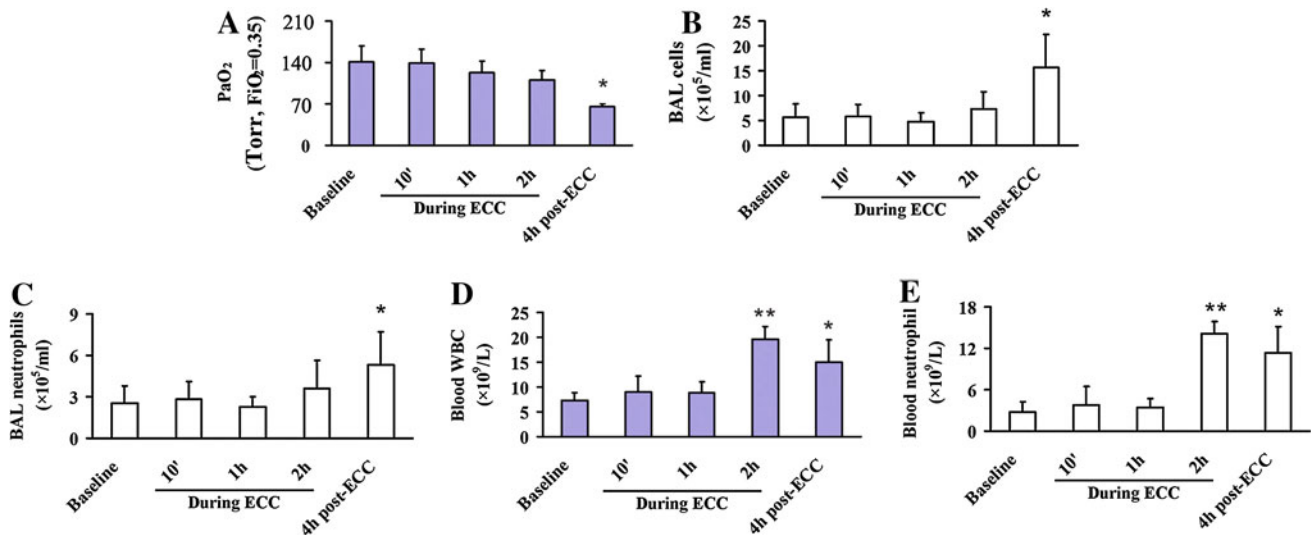 A
PaO2
(Torr, FiO2=0.35)
210
140
70
0
*
Baseline
10'
1h
2h
4h post-ECC
During ECC
B
BAL cells
(×10^5/ml)
25
20
15
10
5
0
*
Baseline
10'
1h
2h
4h post-ECC
During ECC
C
BAL neutrophils
(×10^5/ml)
9
6
3
0
*
Baseline
10'
1h
2h
4h post-ECC
During ECC
D
Blood WBC
(×10^9/L)
25
20
15
10
5
0
**
*
Baseline
10'
1h
2h
4h post-ECC
During ECC
E
Blood neutrophil
(×10^9/L)
18
12
6
0
**
*
Baseline
10'
1h
2h
4h post-ECC
During ECC